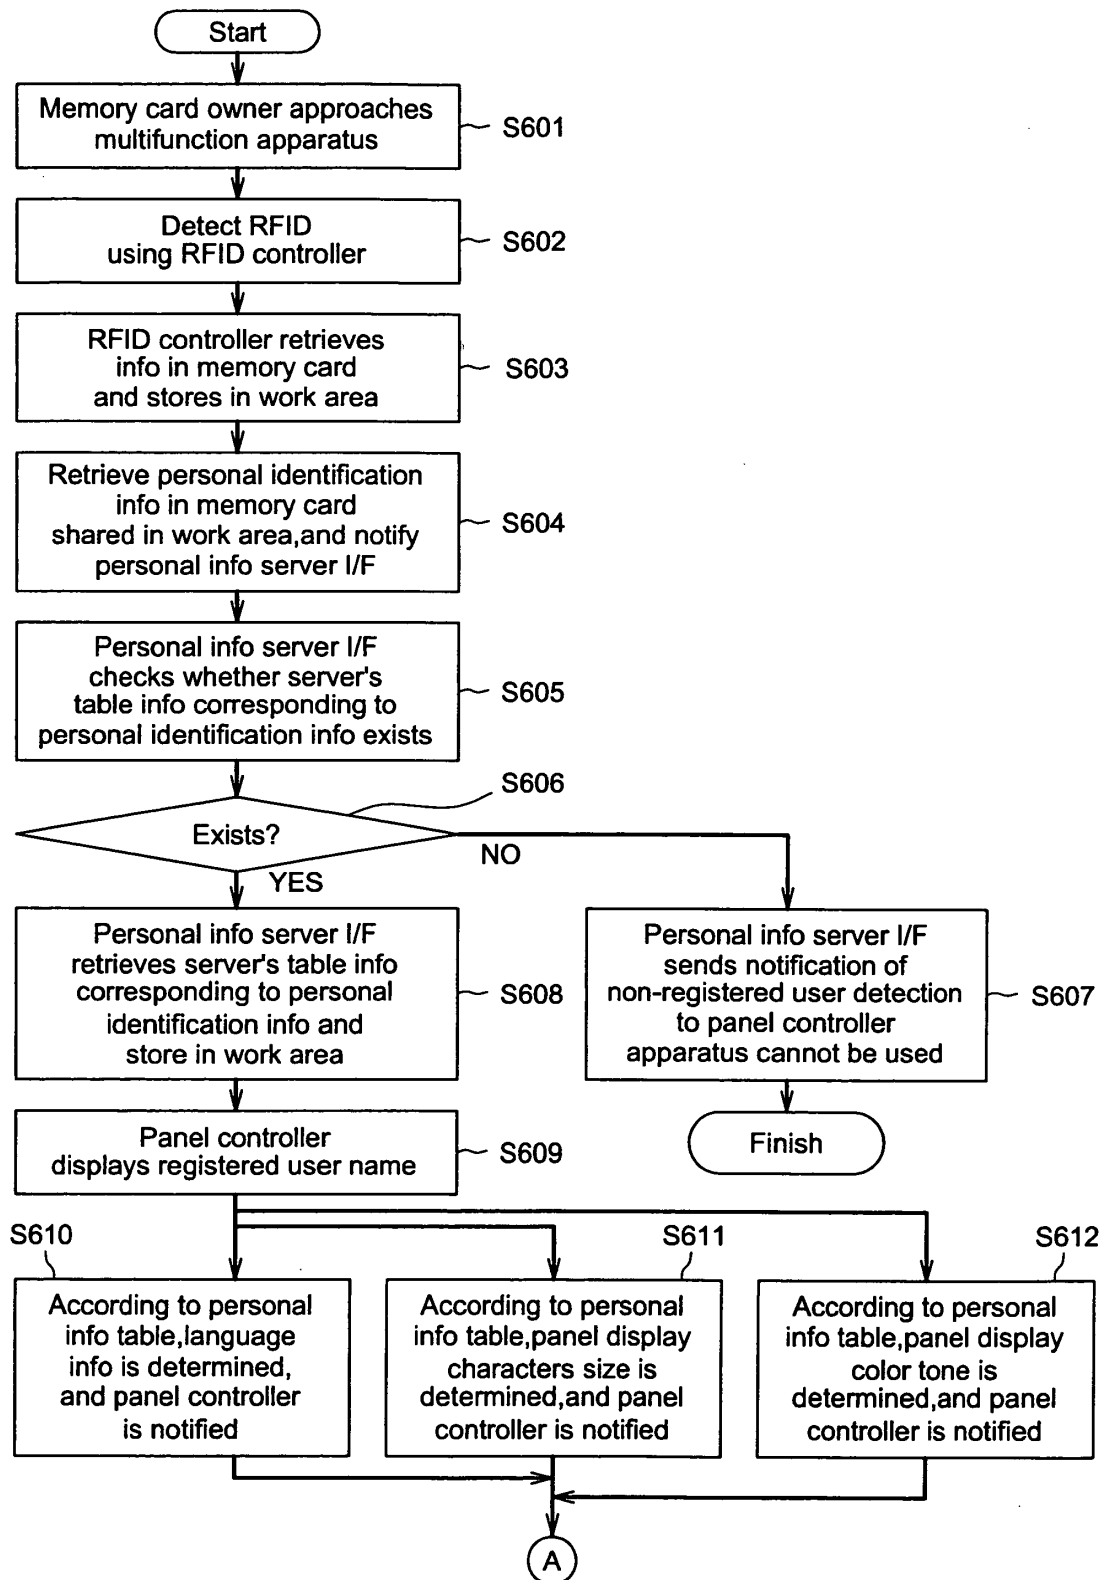 Start
Memory card owner approaches
multifunction apparatus
S601
Detect RFID
using RFID controller
S602
RFID controller retrieves
info in memory card
and stores in work area
S603
Retrieve personal identification
info in memory card
shared in work area,and notify
personal info server I/F
S604
Personal info server I/F
checks whether server's
table info corresponding to
personal identification info exists
S605
S606
Exists?
NO
YES
Personal info server I/F
retrieves server's table info
corresponding to personal
identification info and
store in work area
S608
Personal info server I/F
sends notification of
non-registered user detection
to panel controller
apparatus cannot be used
S607
Finish
Panel controller
displays registered user name
S609
S610
According to personal
info table,language
info is determined,
and panel controller
is notified
S611
According to personal
info table,panel display
characters size is
determined,and panel
controller is notified
S612
According to personal
info table,panel display
color tone is
determined,and panel
controller is notified
A